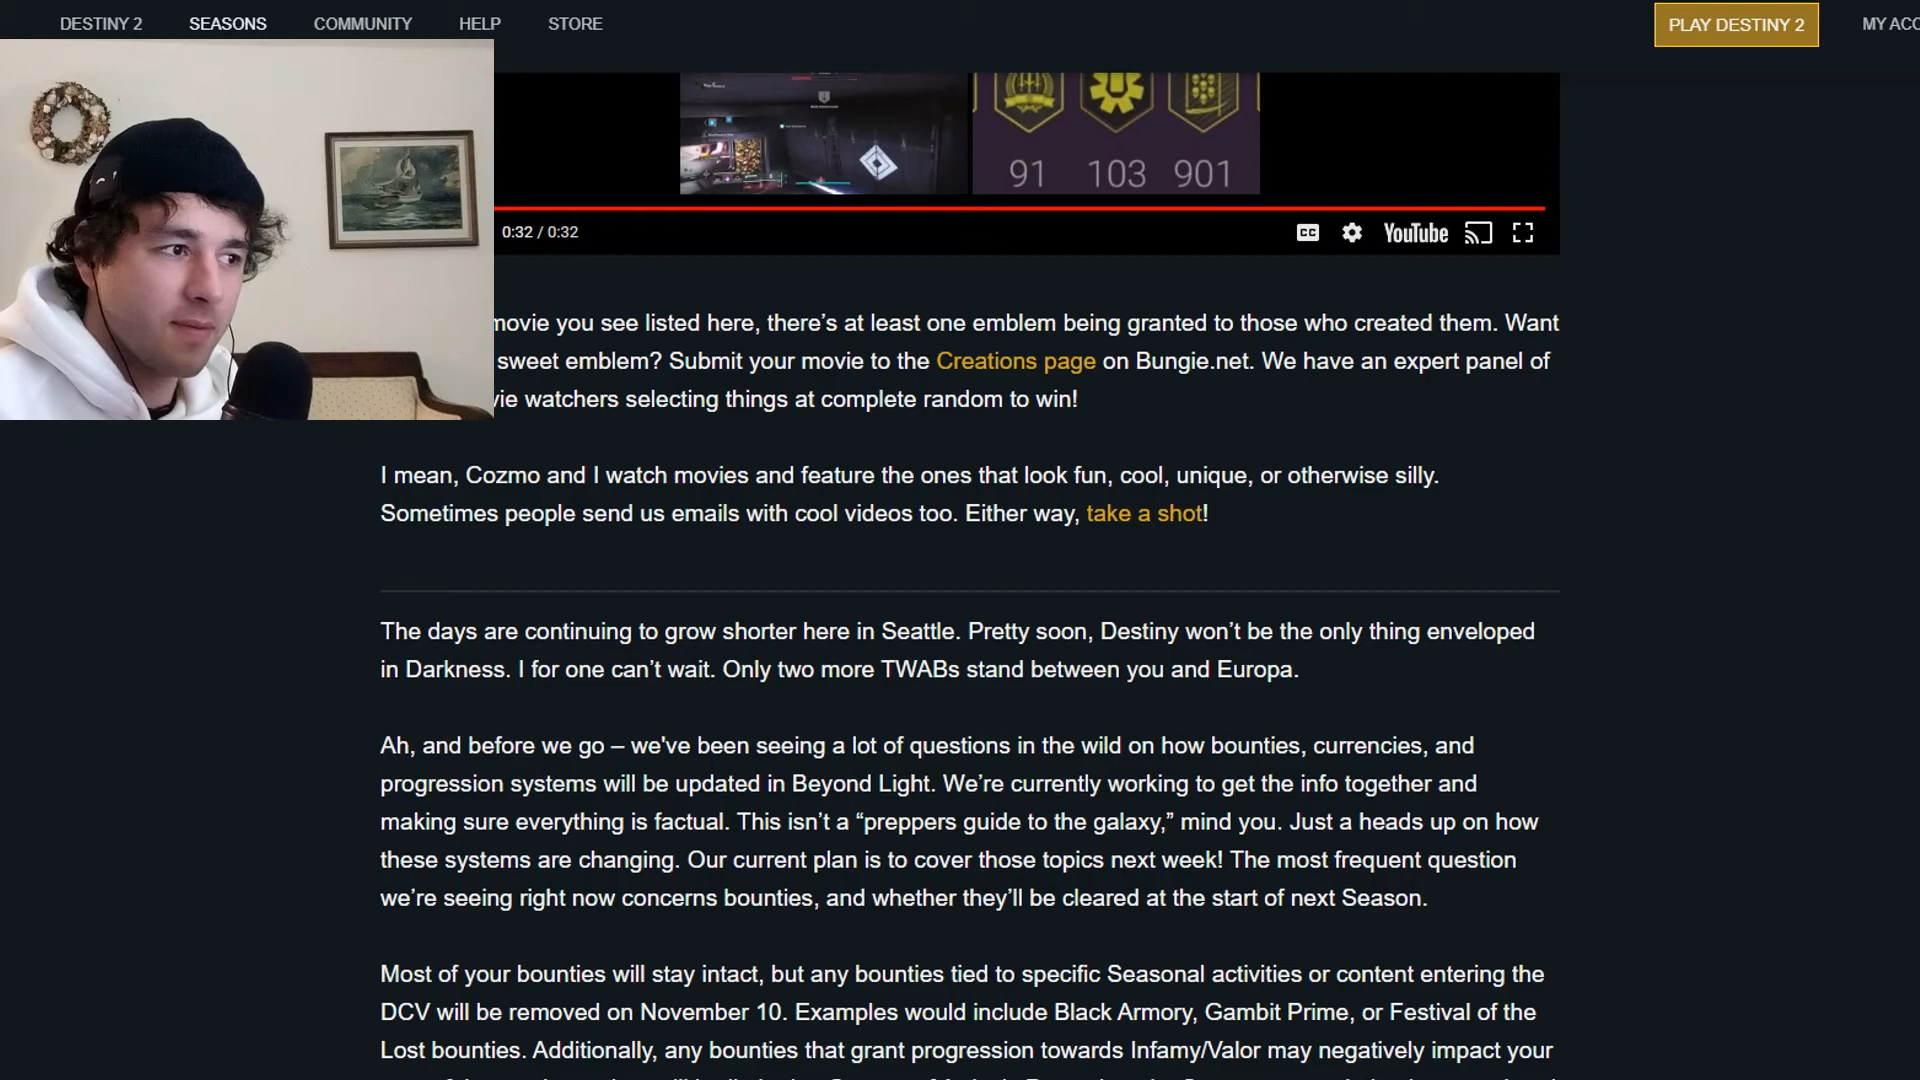 DESTINY 2 SEASONS COMMUNITY HELP STORE PLAY DESTINY 2 MY ACC
91 103 901
0:32 / 0:32 CC YouTube
movie you see listed here, there’s at least one emblem being granted to those who created them. Want
sweet emblem? Submit your movie to the Creations page on Bungie.net. We have an expert panel of
vie watchers selecting things at complete random to win!
I mean, Cozmo and I watch movies and feature the ones that look fun, cool, unique, or otherwise silly.
Sometimes people send us emails with cool videos too. Either way, take a shot!
The days are continuing to grow shorter here in Seattle. Pretty soon, Destiny won’t be the only thing enveloped
in Darkness. I for one can’t wait. Only two more TWABs stand between you and Europa.
Ah, and before we go – we've been seeing a lot of questions in the wild on how bounties, currencies, and
progression systems will be updated in Beyond Light. We’re currently working to get the info together and
making sure everything is factual. This isn’t a “preppers guide to the galaxy,” mind you. Just a heads up on how
these systems are changing. Our current plan is to cover those topics next week! The most frequent question
we’re seeing right now concerns bounties, and whether they’ll be cleared at the start of next Season.
Most of your bounties will stay intact, but any bounties tied to specific Seasonal activities or content entering the
DCV will be removed on November 10. Examples would include Black Armory, Gambit Prime, or Festival of the
Lost bounties. Additionally, any bounties that grant progression towards Infamy/Valor may negatively impact your